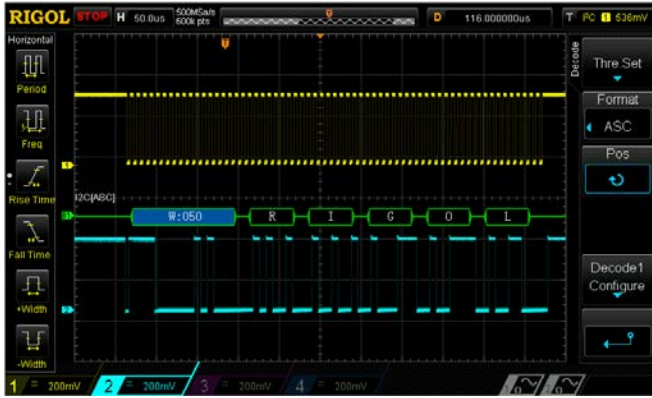 RIGOL STOP H 50.0us 500MSa/s 600k pts D 116.000000us T I²C 1 536mV
Horizontal
Period
Freq
Rise Time
Fall Time
+Width
-Width
I2C[ASC]
W:050 R I G O L
Decode
Thre Set
Format
ASC
Pos
Decode1
Configure
1 = 200mV 2 = 200mV 3 = 200mV 4 = 200mV